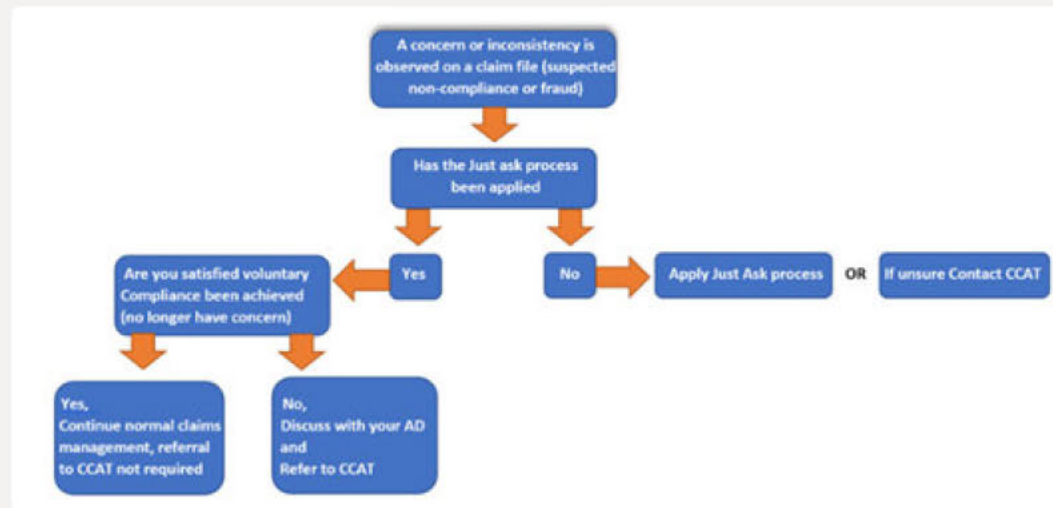 A concern or inconsistency is
observed on a claim file (suspected
non-compliance or fraud)
Has the Just ask process
been applied
Yes
No
Apply Just Ask process
OR
If unsure Contact CCAT
Are you satisfied voluntary
Compliance been achieved
(no longer have concern)
Yes,
Continue normal claims
management, referral
to CCAT not required
No,
Discuss with your AD
and
Refer to CCAT